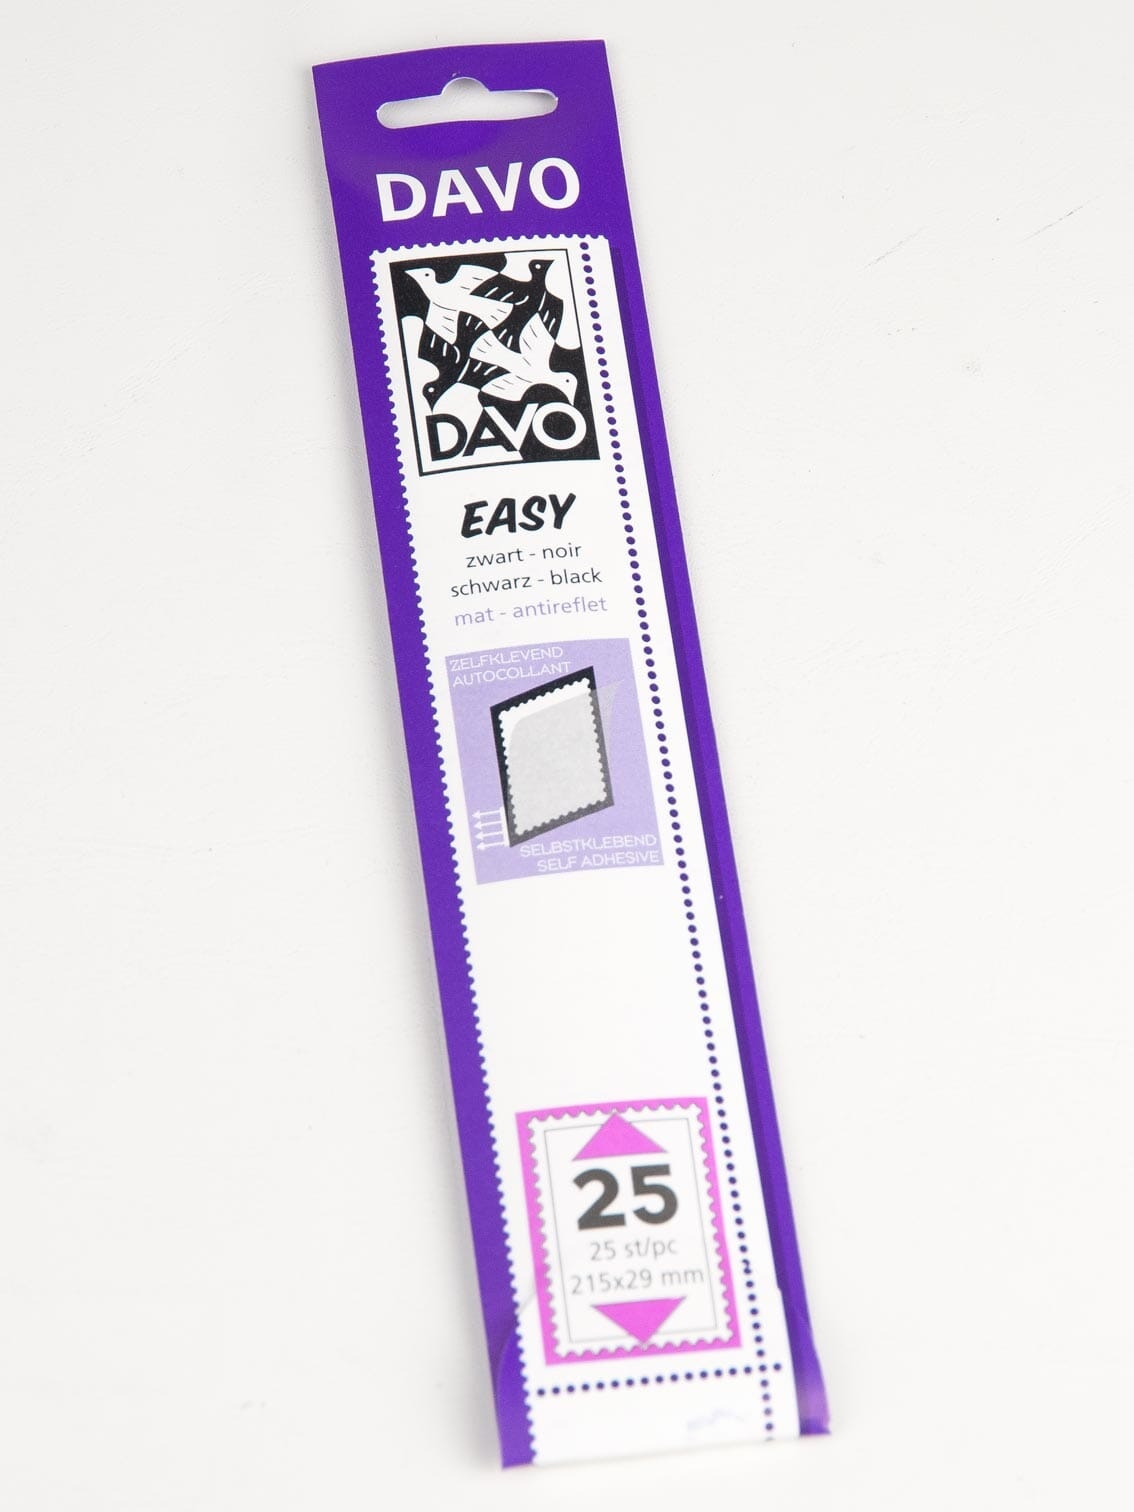 DAVO
DAVO
EASY
zwart - noir
schwarz - black
mat - antireflet
ZELFKLEVEND
AUTOCOLLANT
SELBSTKLEBEND
SELF ADHESIVE
25
25 st/pc
215x29 mm